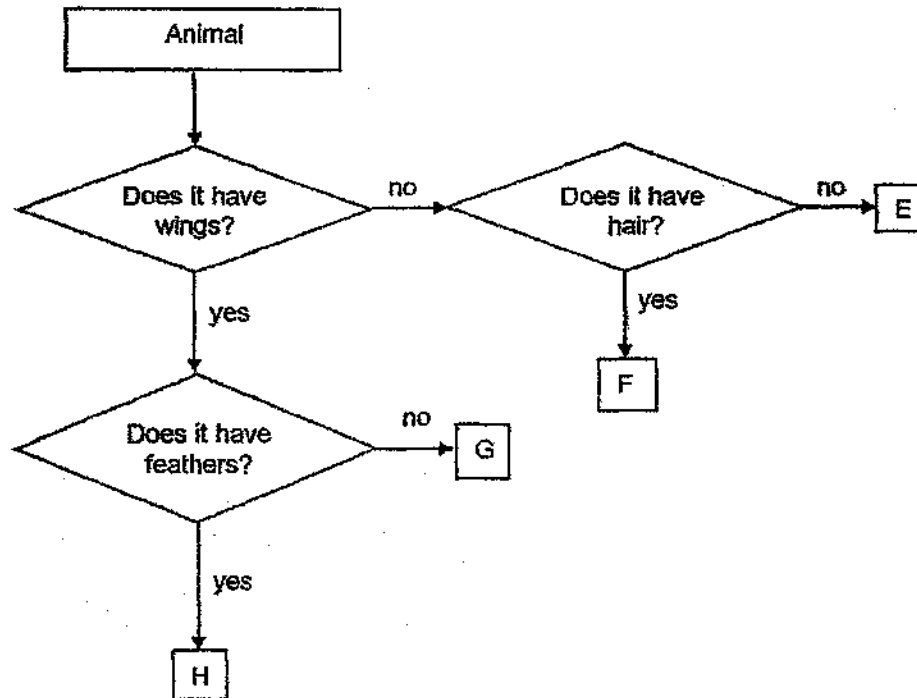 Animal
Does it have
wings?
no
Does it have
hair?
no
E
yes
yes
F
Does it have
feathers?
no
G
yes
H